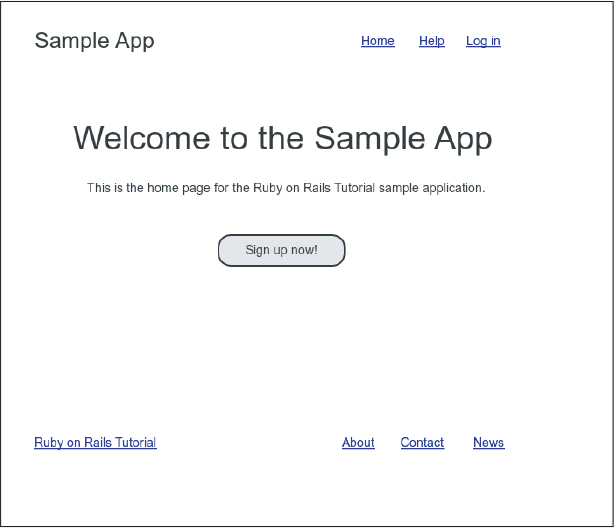 Sample App Home Help Log in
Welcome to the Sample App
This is the home page for the Ruby on Rails Tutorial sample application.
Sign up now!
Ruby on Rails Tutorial About Contact News